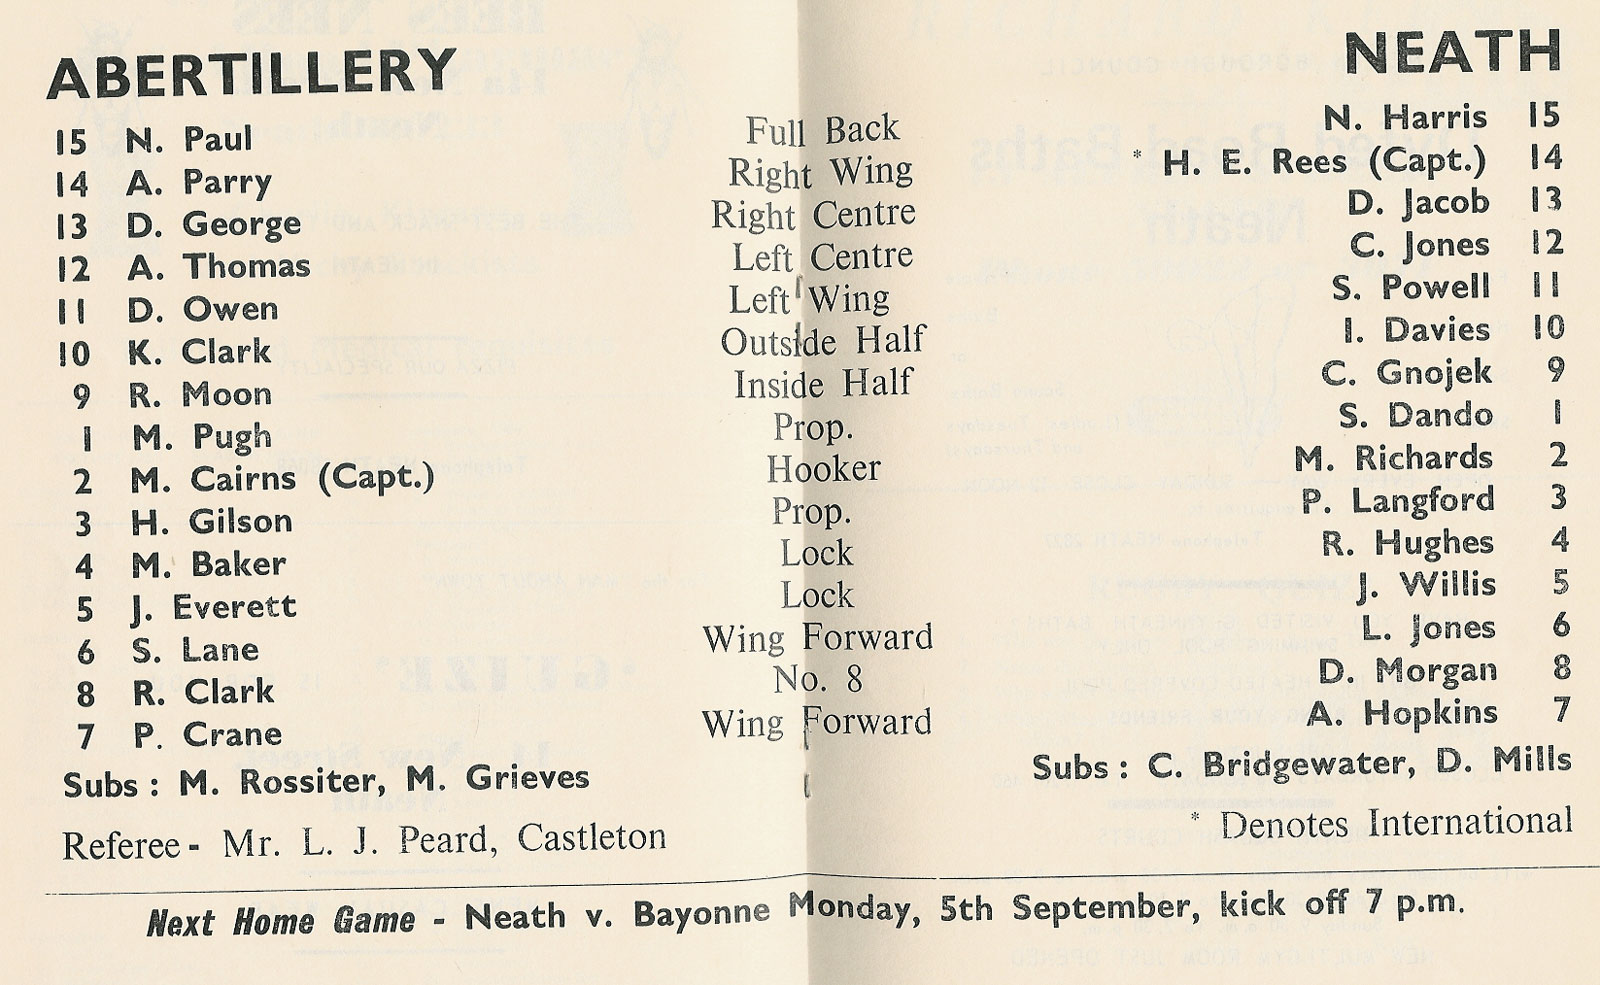 ABERTILLERY NEATH
15 N. Paul Full Back N. Harris 15
14 A. Parry Right Wing * H. E. Rees (Capt.) 14
13 D. George Right Centre D. Jacob 13
12 A. Thomas Left Centre C. Jones 12
11 D. Owen Left Wing S. Powell 11
10 K. Clark Outside Half I. Davies 10
9 R. Moon Inside Half C. Gnojek 9
1 M. Pugh Prop. S. Dando 1
2 M. Cairns (Capt.) Hooker M. Richards 2
3 H. Gilson Prop. P. Langford 3
4 M. Baker Lock R. Hughes 4
5 J. Everett Lock J. Willis 5
6 S. Lane Wing Forward L. Jones 6
8 R. Clark No. 8 D. Morgan 8
7 P. Crane Wing Forward A. Hopkins 7
Subs : M. Rossiter, M. Grieves Subs : C. Bridgewater, D. Mills
Referee - Mr. L. J. Peard, Castleton * Denotes International
Next Home Game - Neath v. Bayonne Monday, 5th September, kick off 7 p.m.